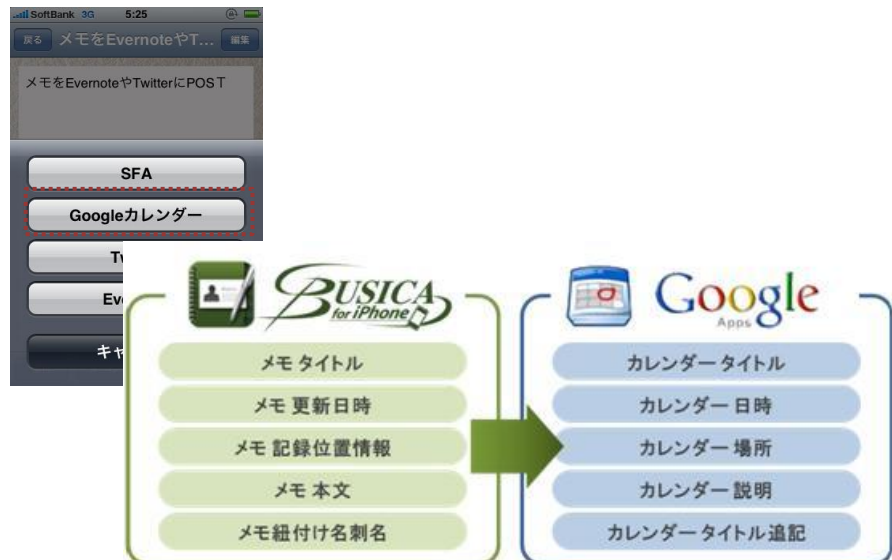 SoftBank 3G 5:25
戻る メモをEvernoteやT... 編集
メモをEvernoteやTwitterにPOST
SFA
Googleカレンダー
BUSICA
for iPhone
メモ タイトル
メモ 更新日時
メモ 記録位置情報
メモ 本文
メモ紐付け名刺名
Google
Apps
カレンダー タイトル
カレンダー 日時
カレンダー 場所
カレンダー 説明
カレンダー タイトル追記